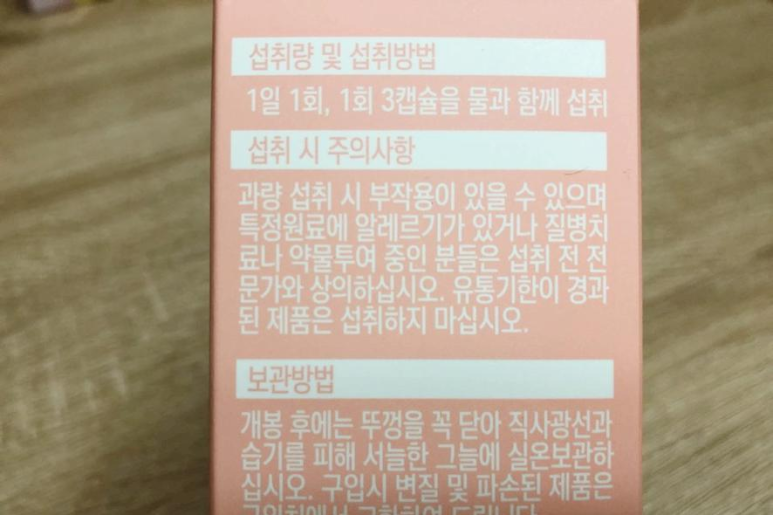 섭취량 및 섭취방법
1일 1회, 1회 3캡슐을 물과 함께 섭취
섭취 시 주의사항
과량 섭취 시 부작용이 있을 수 있으며
특정원료에 알레르기가 있거나 질병치
료나 약물투여 중인 분들은 섭취 전 전
문가와 상의하십시오. 유통기한이 경과
된 제품은 섭취하지 마십시오.
보관방법
개봉 후에는 뚜껑을 꼭 닫아 직사광선과
습기를 피해 서늘한 그늘에 실온보관하
십시오. 구입시 변질 및 파손된 제품은